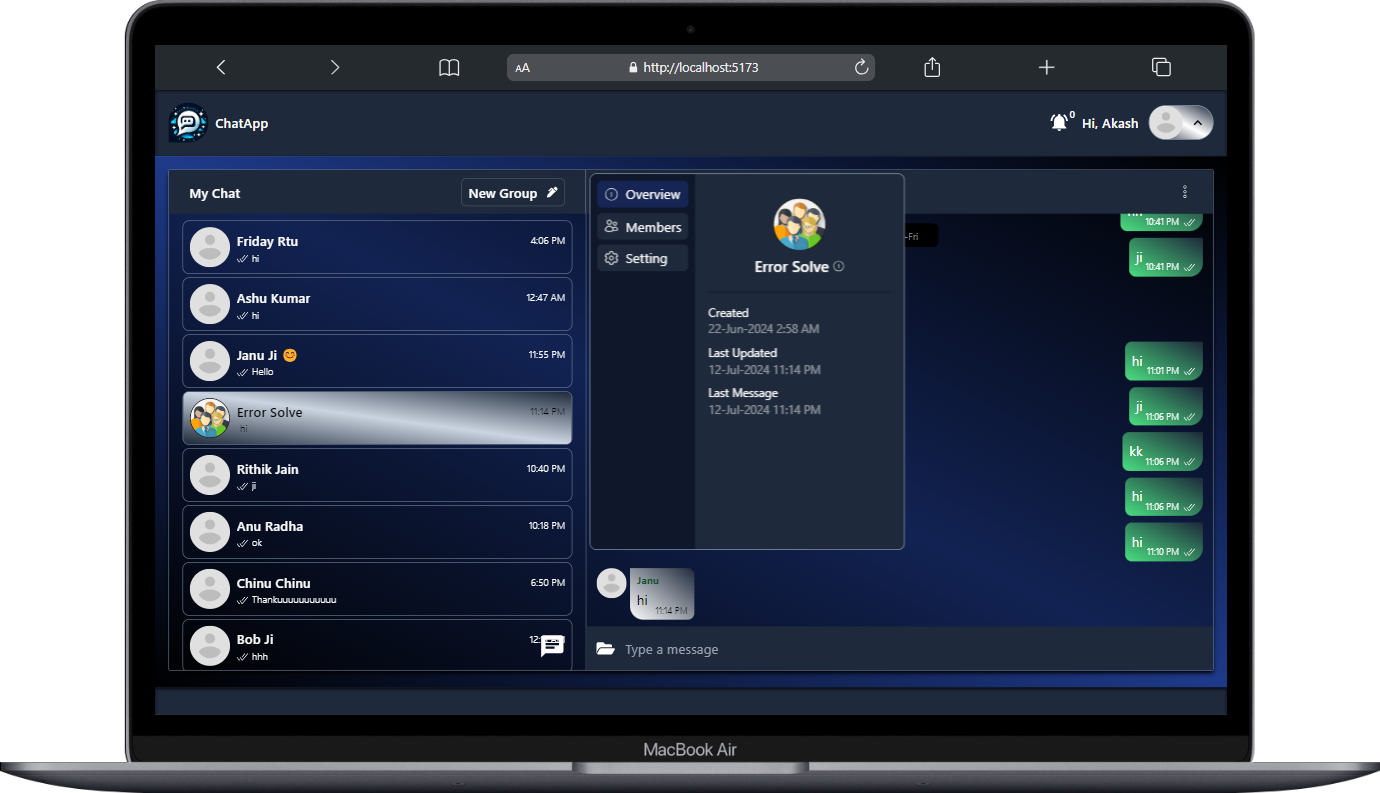 AA
http://localhost:5173
ChatApp
0
Hi, Akash
My Chat
New Group
Friday Rtu
4:06 PM
hi
Ashu Kumar
12:47 AM
hi
Janu Ji 😊
11:55 PM
Hello
Error Solve
11:14 PM
hi
Rithik Jain
10:40 PM
ji
Anu Radha
10:18 PM
ok
Chinu Chinu
6:50 PM
Thankuuuuuuuuuuu
Bob Ji
hhh
Overview
Members
Setting
Error Solve
Created
22-Jun-2024 2:58 AM
Last Updated
12-Jul-2024 11:14 PM
Last Message
12-Jul-2024 11:14 PM
-Fri
10:41 PM
ji
10:41 PM
hi
11:01 PM
ji
11:06 PM
kk
11:06 PM
hi
11:06 PM
hi
11:10 PM
Janu
hi
11:14 PM
Type a message
MacBook Air